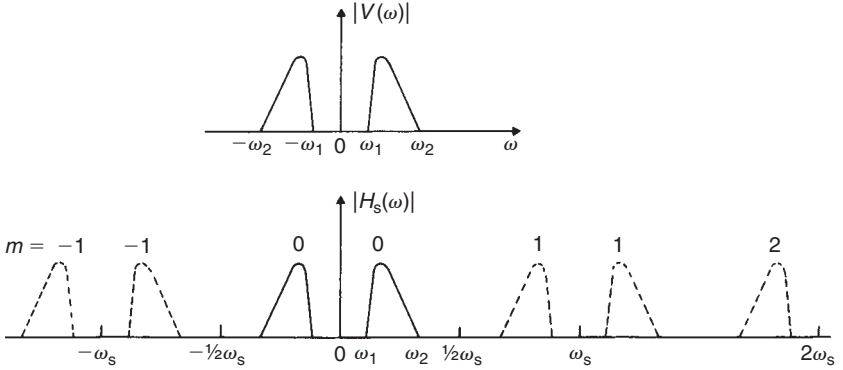 |V(ω)|
−ω₂ −ω₁ 0 ω₁ ω₂ ω
|Hₛ(ω)|
m = −1 −1 0 0 1 1 2
−ωₛ −½ωₛ 0 ω₁ ω₂ ½ωₛ ωₛ 2ωₛ